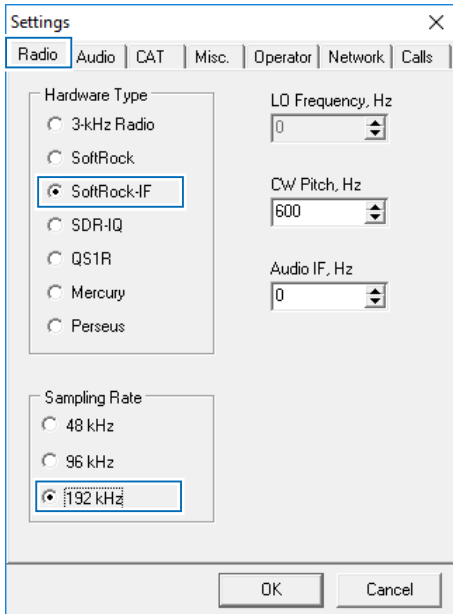 Settings
Radio Audio CAT Misc. Operator Network Calls
Hardware Type
3-kHz Radio
SoftRock
SoftRock-IF
SDR-IQ
QS1R
Mercury
Perseus
LO Frequency, Hz
0
CW Pitch, Hz
600
Audio IF, Hz
0
Sampling Rate
48 kHz
96 kHz
192 kHz
OK Cancel